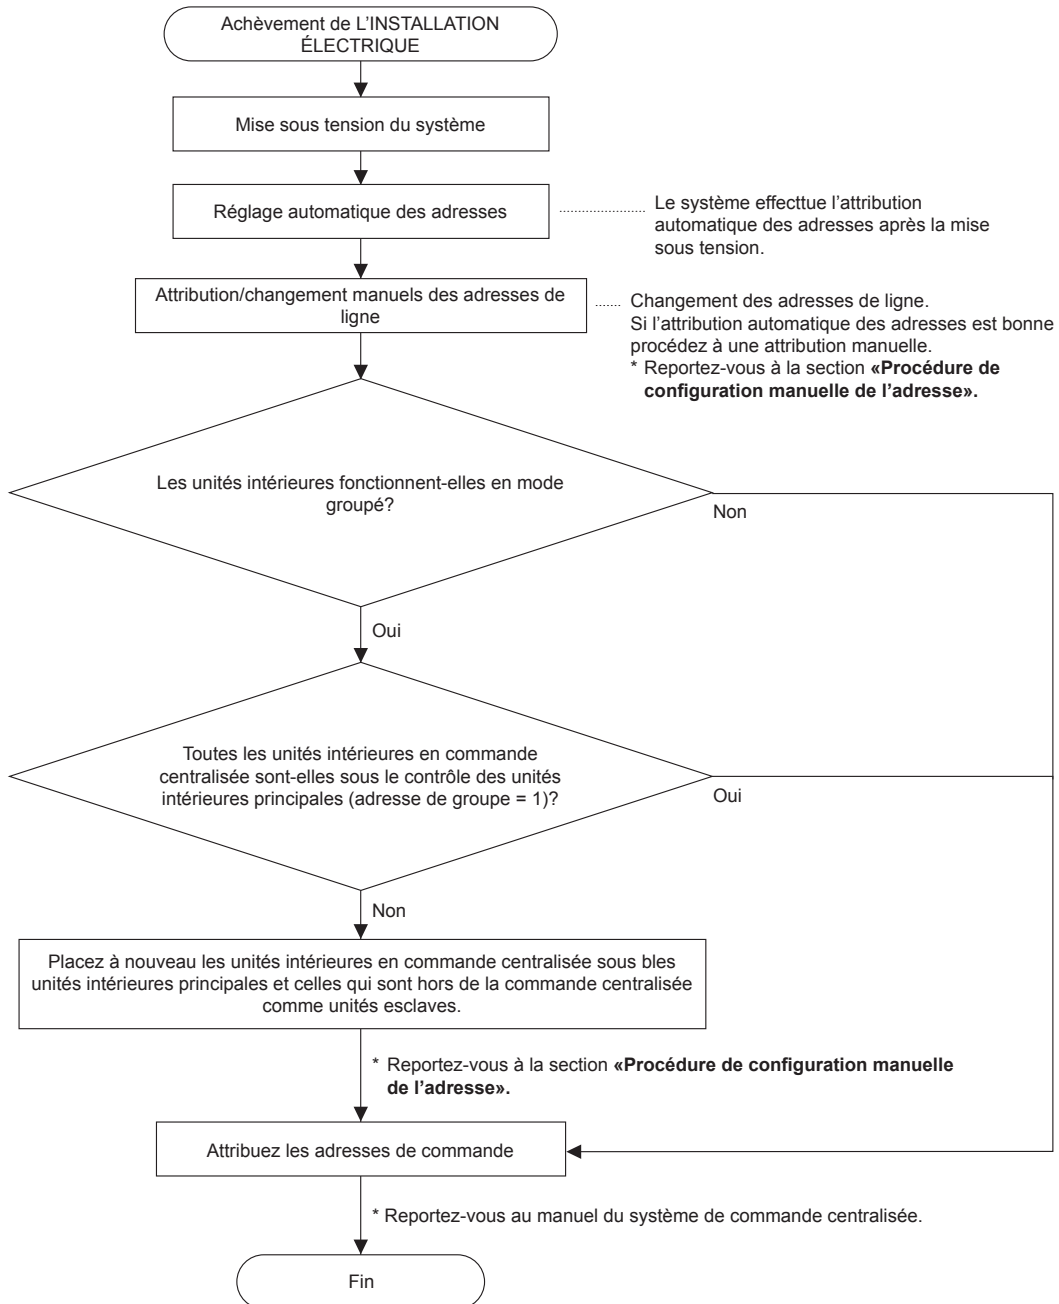 Achèvement de L'INSTALLATION
ÉLECTRIQUE
Mise sous tension du système
Réglage automatique des adresses
Le système effecttue l'attribution
automatique des adresses après la mise
sous tension.
Attribution/changement manuels des adresses de
ligne
Changement des adresses de ligne.
Si l'attribution automatique des adresses est bonne
procédez à une attribution manuelle.
* Reportez-vous à la section «Procédure de
configuration manuelle de l'adresse».
Les unités intérieures fonctionnent-elles en mode
groupé?
Non
Oui
Toutes les unités intérieures en commande
centralisée sont-elles sous le contrôle des unités
intérieures principales (adresse de groupe = 1)?
Oui
Non
Placez à nouveau les unités intérieures en commande centralisée sous bles
unités intérieures principales et celles qui sont hors de la commande centralisée
comme unités esclaves.
* Reportez-vous à la section «Procédure de configuration manuelle
de l'adresse».
Attribuez les adresses de commande
* Reportez-vous au manuel du système de commande centralisée.
Fin